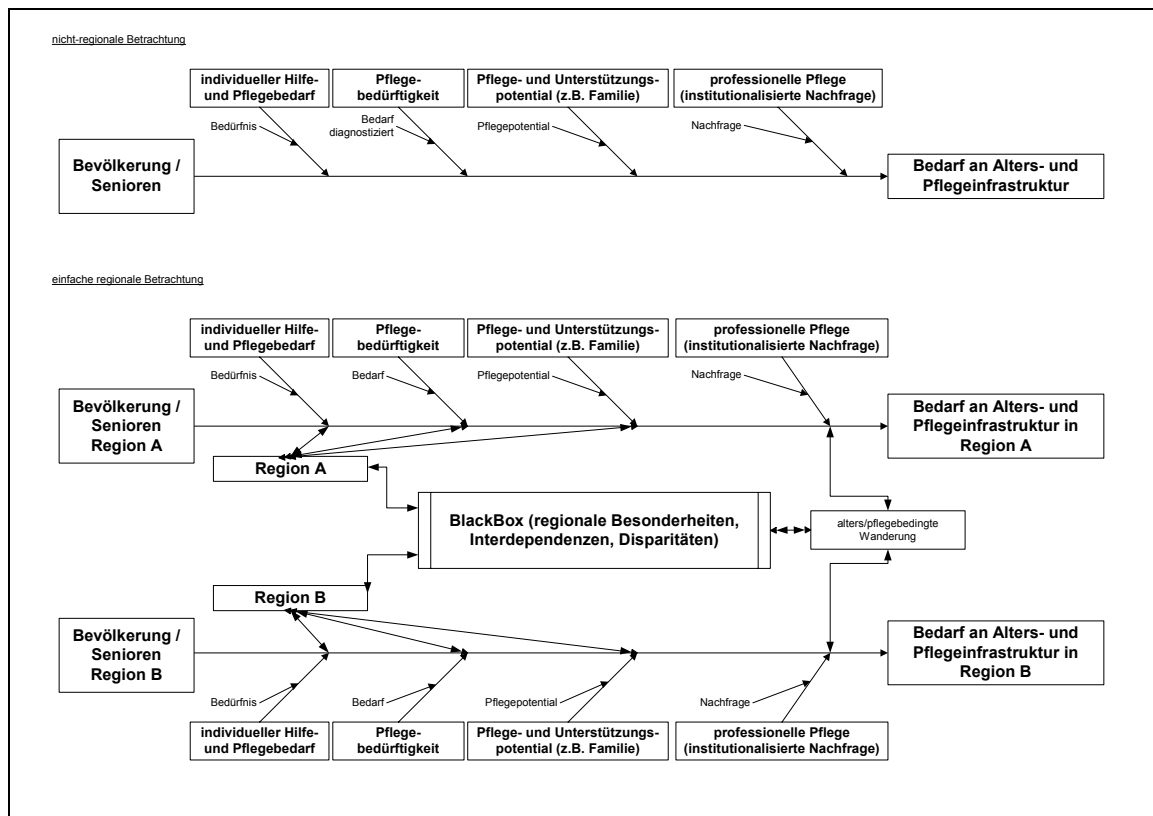 nicht-regionale Betrachtung
individueller Hilfe-
und Pflegebedarf
Pflege-
bedürftigkeit
Pflege- und Unterstützungs-
potential (z.B. Familie)
professionelle Pflege
(institutionalisierte Nachfrage)
Bedürfnis
Bedarf
diagnostiziert
Pflegepotential
Nachfrage
Bevölkerung /
Senioren
Bedarf an Alters- und
Pflegeinfrastruktur
einfache regionale Betrachtung
individueller Hilfe-
und Pflegebedarf
Pflege-
bedürftigkeit
Pflege- und Unterstützungs-
potential (z.B. Familie)
professionelle Pflege
(institutionalisierte Nachfrage)
Bedürfnis
Bedarf
Pflegepotential
Nachfrage
Bevölkerung /
Senioren
Region A
Bedarf an Alters- und
Pflegeinfrastruktur in
Region A
Region A
BlackBox (regionale Besonderheiten,
Interdependenzen, Disparitäten)
alters/pflegebedingte
Wanderung
Region B
Bevölkerung /
Senioren
Region B
Bedarf an Alters- und
Pflegeinfrastruktur in
Region B
Bedürfnis
Bedarf
Pflegepotential
Nachfrage
individueller Hilfe-
und Pflegebedarf
Pflege-
bedürftigkeit
Pflege- und Unterstützungs-
potential (z.B. Familie)
professionelle Pflege
(institutionalisierte Nachfrage)